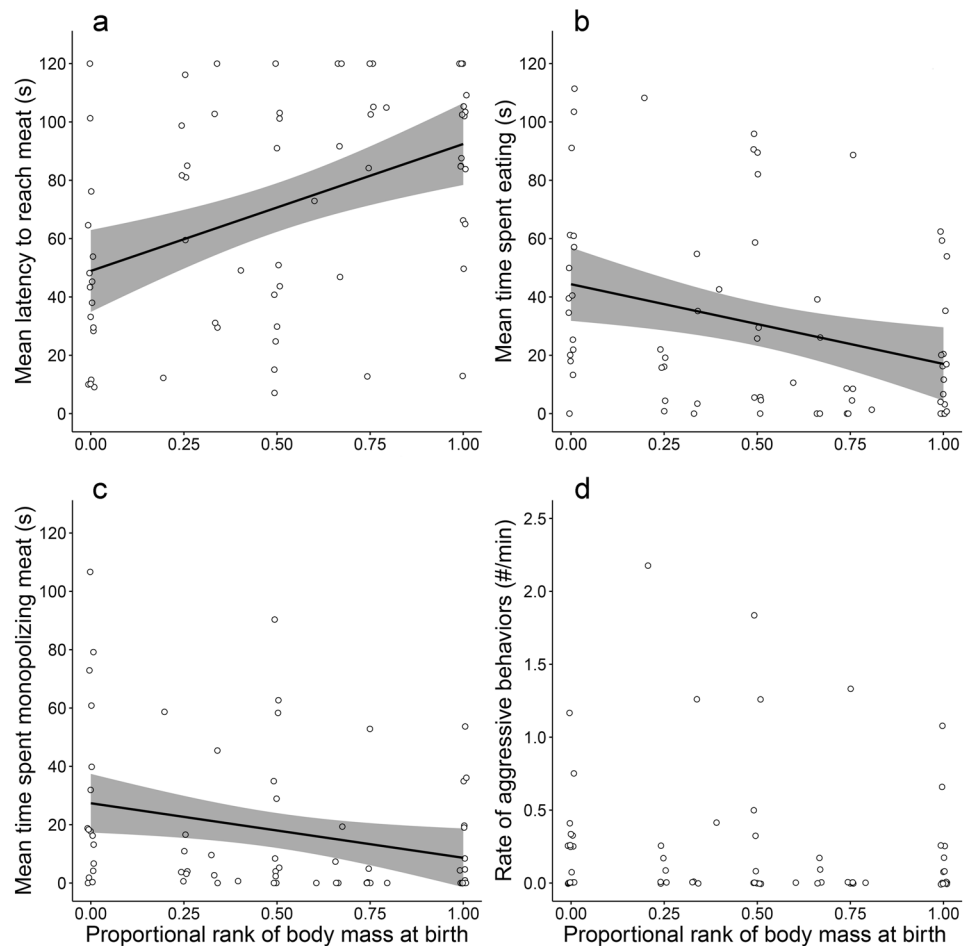 a
Mean latency to reach meat (s)
120
100
80
60
40
20
0
0.00 0.25 0.50 0.75 1.00
b
Mean time spent eating (s)
120
100
80
60
40
20
0
0.00 0.25 0.50 0.75 1.00
c
Mean time spent monopolizing meat (s)
120
100
80
60
40
20
0
0.00 0.25 0.50 0.75 1.00
Proportional rank of body mass at birth
d
Rate of aggressive behaviors (#/min)
2.5
2.0
1.5
1.0
0.5
0.0
0.00 0.25 0.50 0.75 1.00
Proportional rank of body mass at birth